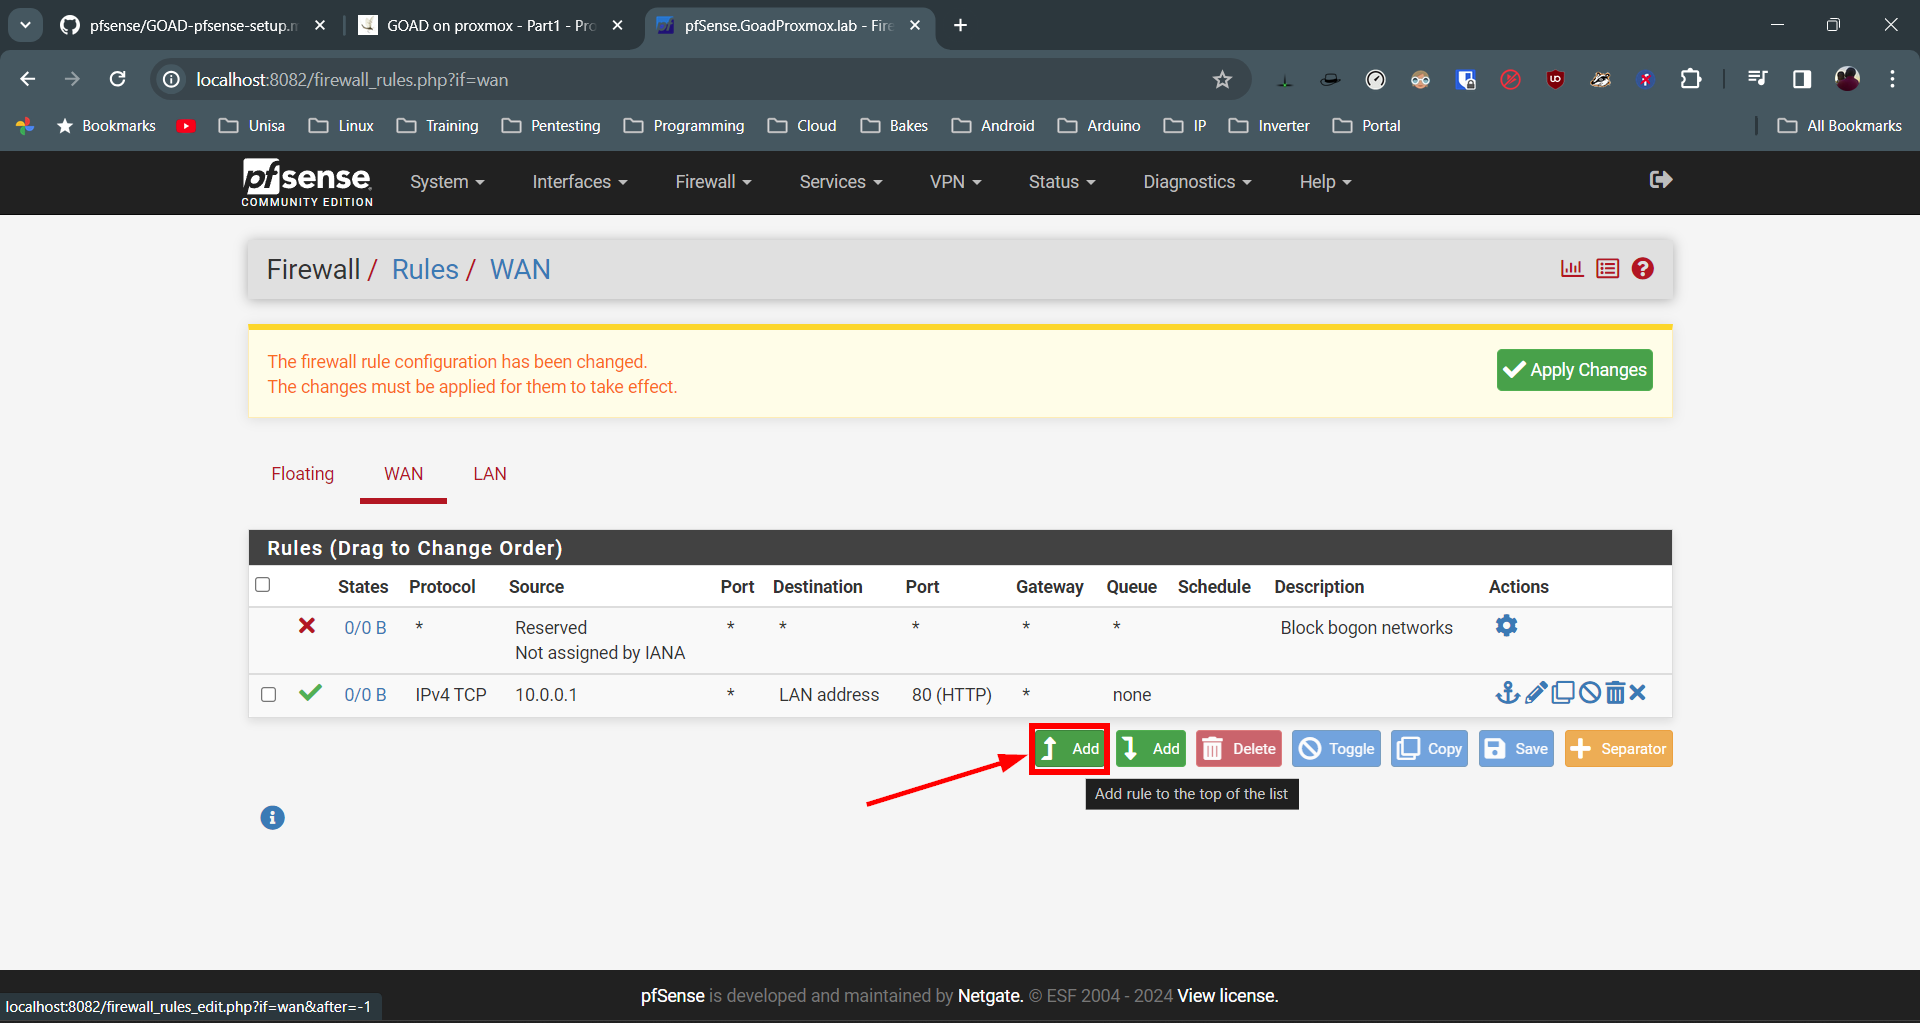 pfsense/GOAD-pfsense-setup.m
GOAD on proxmox - Part1 - Pro
pfSense.GoadProxmox.lab - Fire
localhost:8082/firewall_rules.php?if=wan
Bookmarks
Unisa
Linux
Training
Pentesting
Programming
Cloud
Bakes
Android
Arduino
IP
Inverter
Portal
All Bookmarks
pfsense
COMMUNITY EDITION
System
Interfaces
Firewall
Services
VPN
Status
Diagnostics
Help
Firewall / Rules / WAN
The firewall rule configuration has been changed.
The changes must be applied for them to take effect.
Apply Changes
Floating WAN LAN
Rules (Drag to Change Order)
States Protocol Source Port Destination Port Gateway Queue Schedule Description Actions
0/0 B * Reserved * * * * * Block bogon networks
Not assigned by IANA
0/0 B IPv4 TCP 10.0.0.1 * LAN address 80 (HTTP) * none
Add Add Delete Toggle Copy Save Separator
Add rule to the top of the list
pfSense is developed and maintained by Netgate. © ESF 2004 - 2024 View license.
localhost:8082/firewall_rules_edit.php?if=wan&after=-1